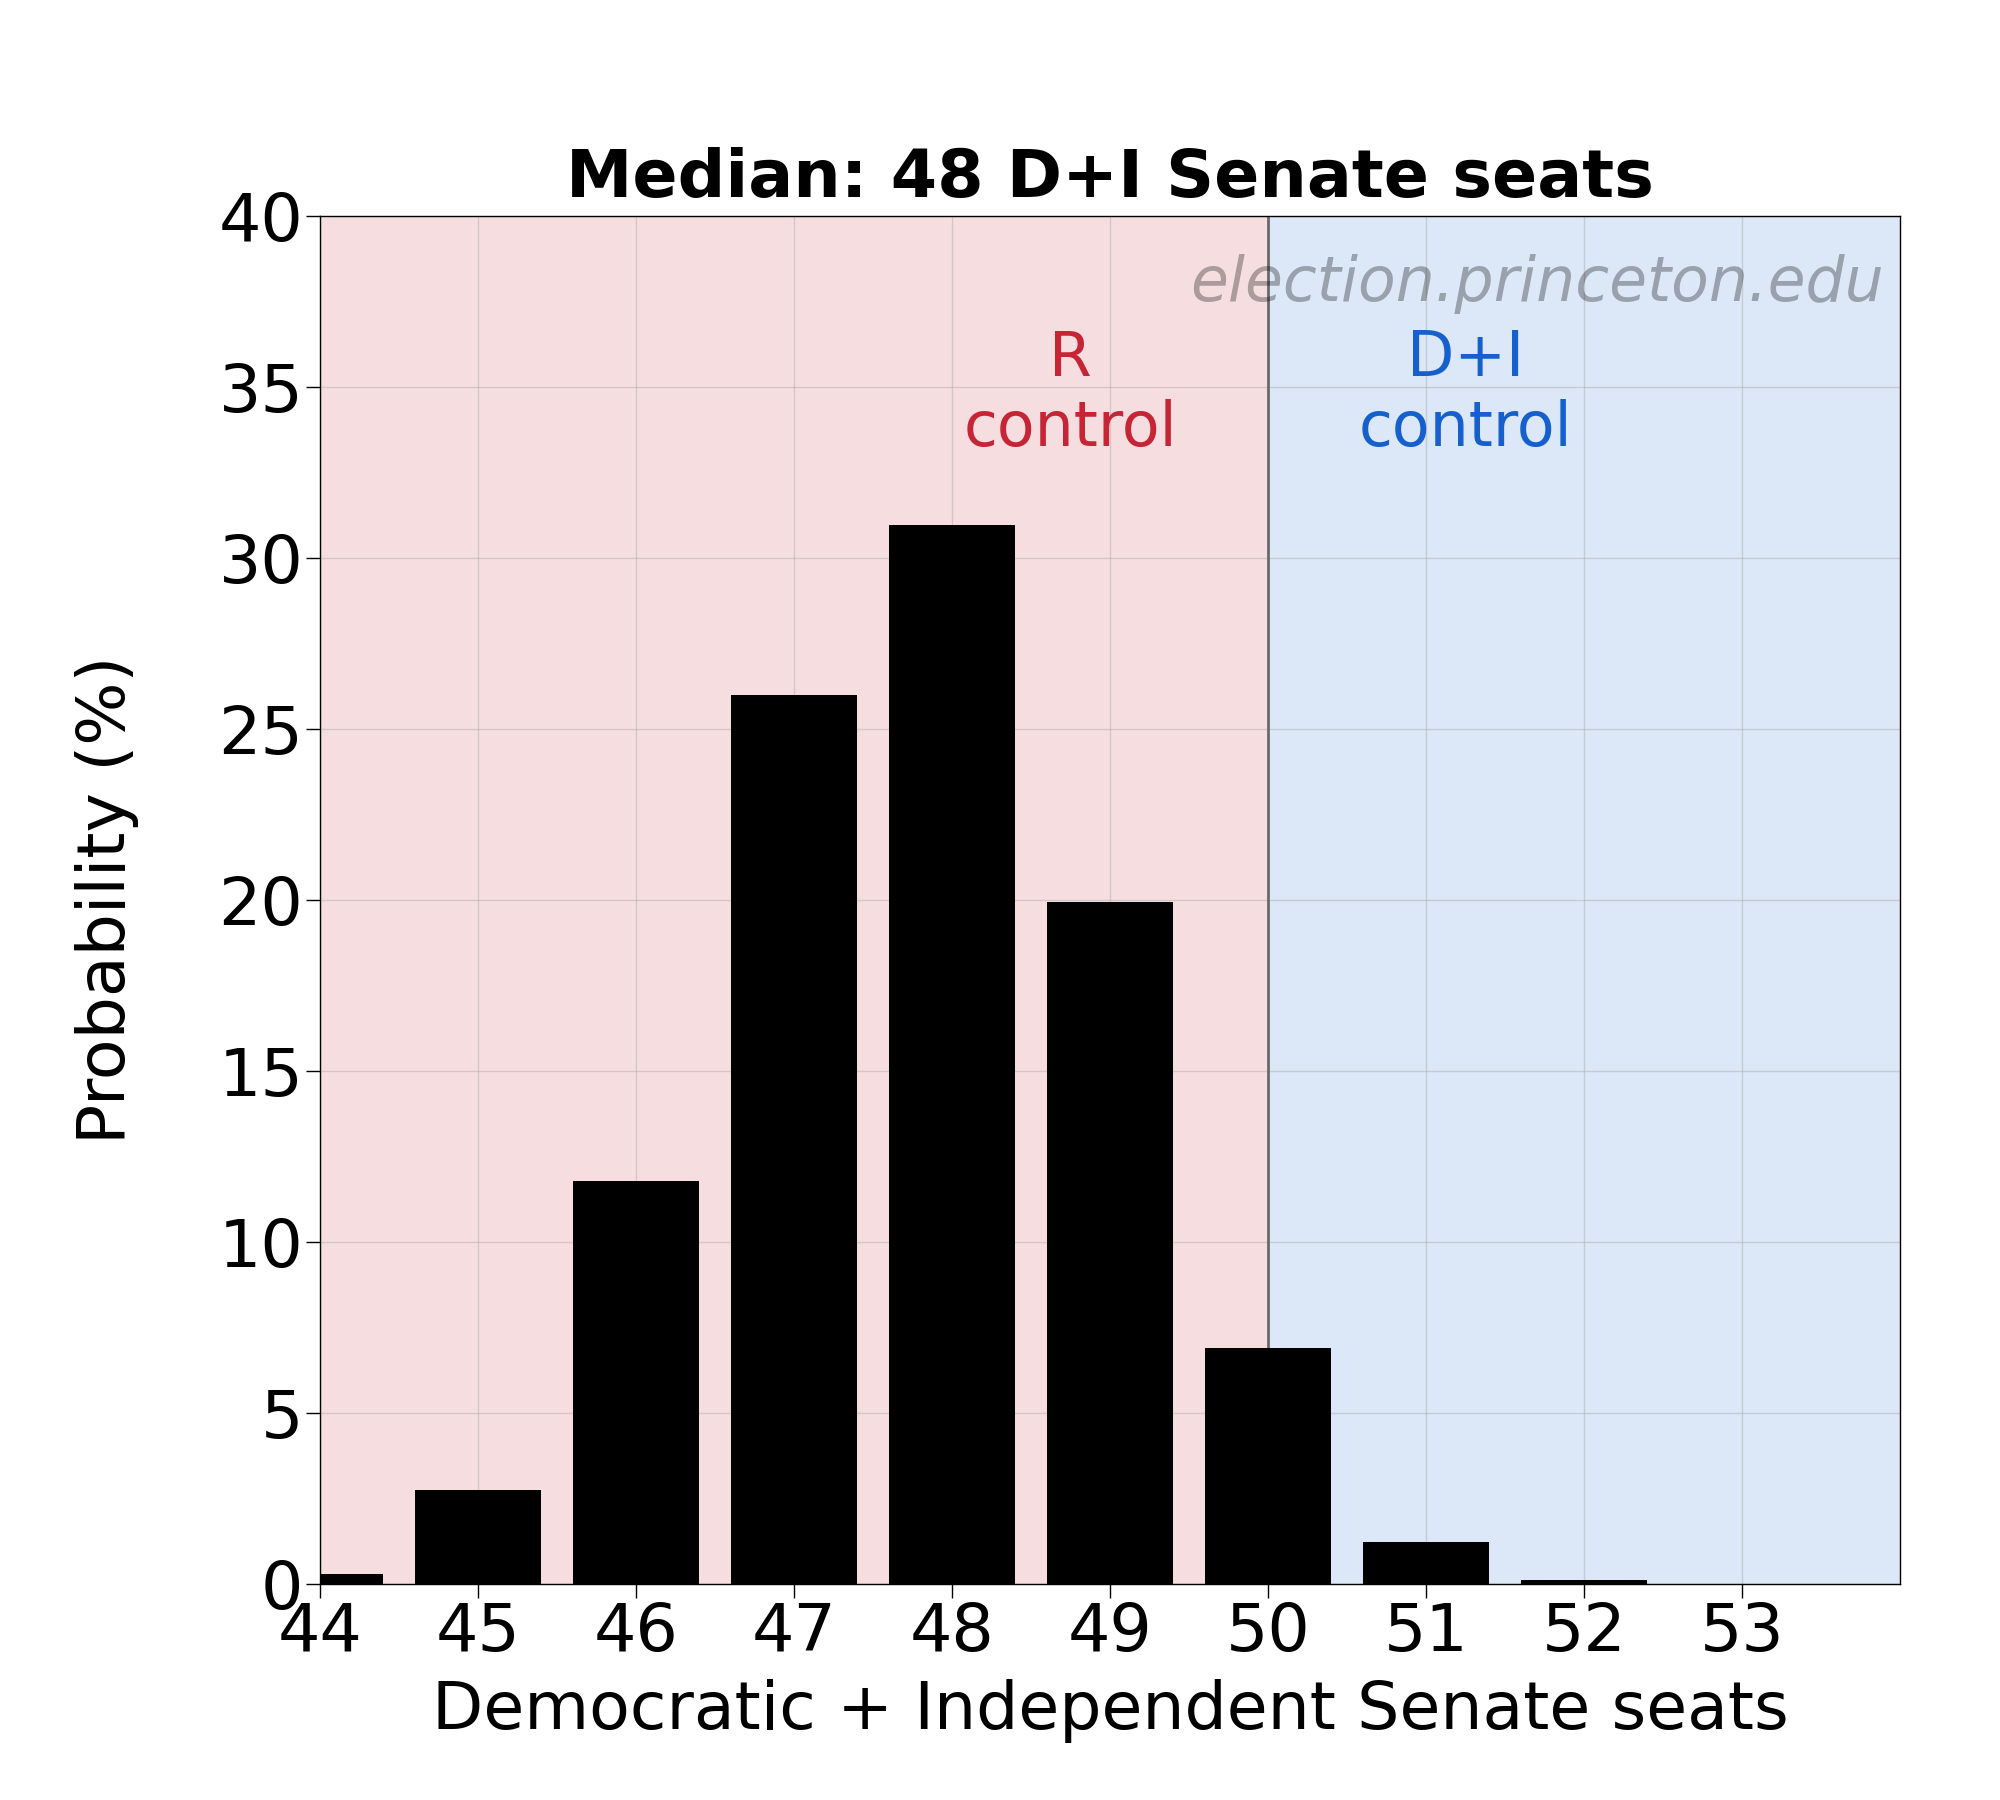 Median: 48 D+I Senate seats
election.princeton.edu
R
control
D+I
control
40
35
30
25
20
15
10
5
0
Probability (%)
44 45 46 47 48 49 50 51 52 53
Democratic + Independent Senate seats